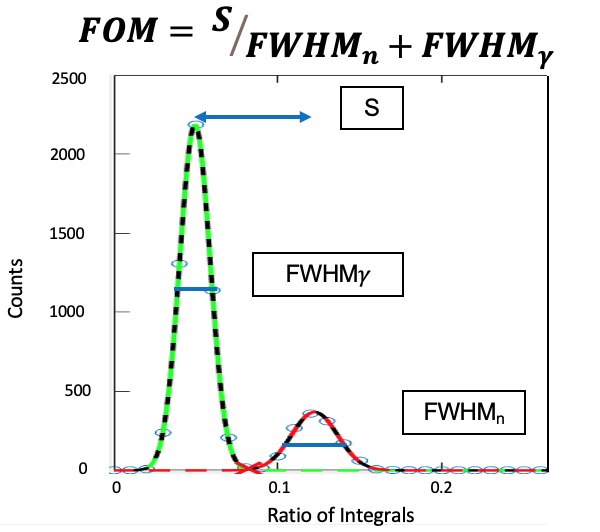 FOM = S/FWHMₙ + FWHMᵧ
2500
S
2000
1500
FWHMγ
Counts
1000
500
FWHMₙ
0
0 0.1 0.2
Ratio of Integrals